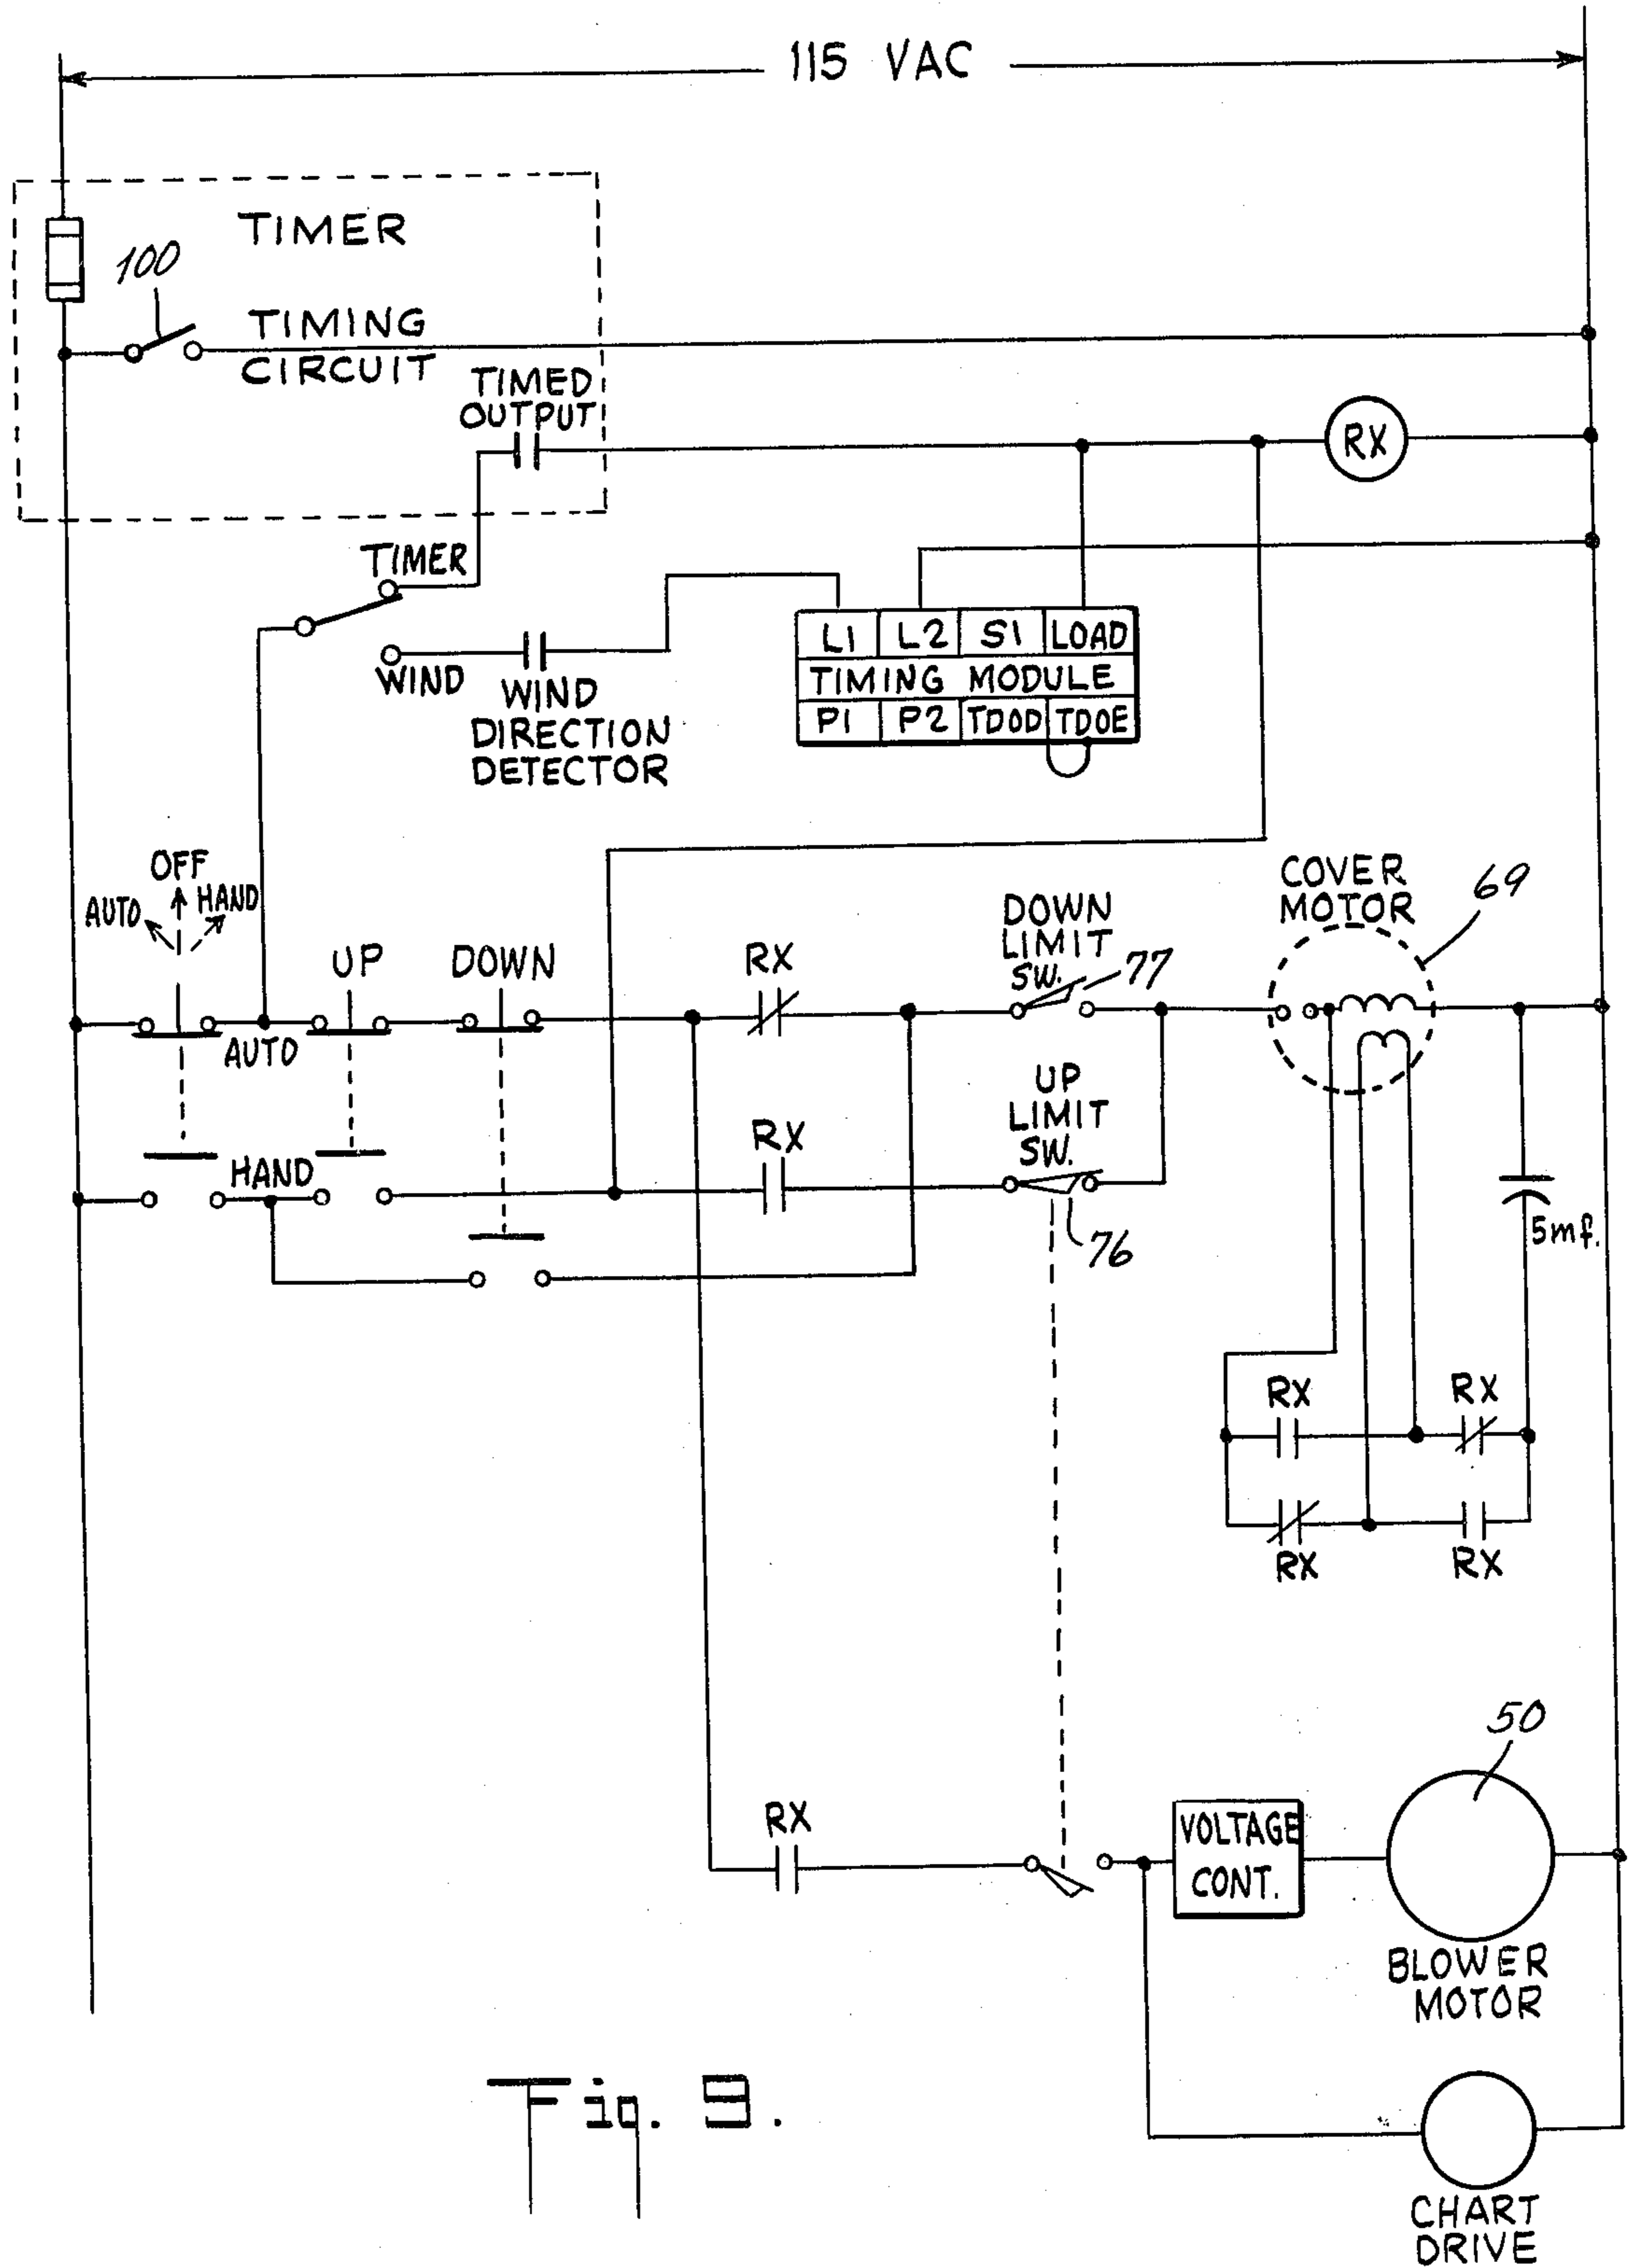 115 VAC
TIMER
100
TIMING
CIRCUIT
TIMED
OUTPUT
RX
TIMER
WIND
WIND
DIRECTION
DETECTOR
L1 L2 S1 LOAD
TIMING MODULE
P1 P2 TDOD TDOE
OFF
AUTO
HAND
UP
DOWN
AUTO
RX
DOWN
LIMIT
SW.
77
COVER
MOTOR
69
HAND
RX
UP
LIMIT
SW.
76
5mf.
RX
RX
RX
RX
RX
VOLTAGE
CONT.
50
BLOWER
MOTOR
CHART
DRIVE
Fig. 9.